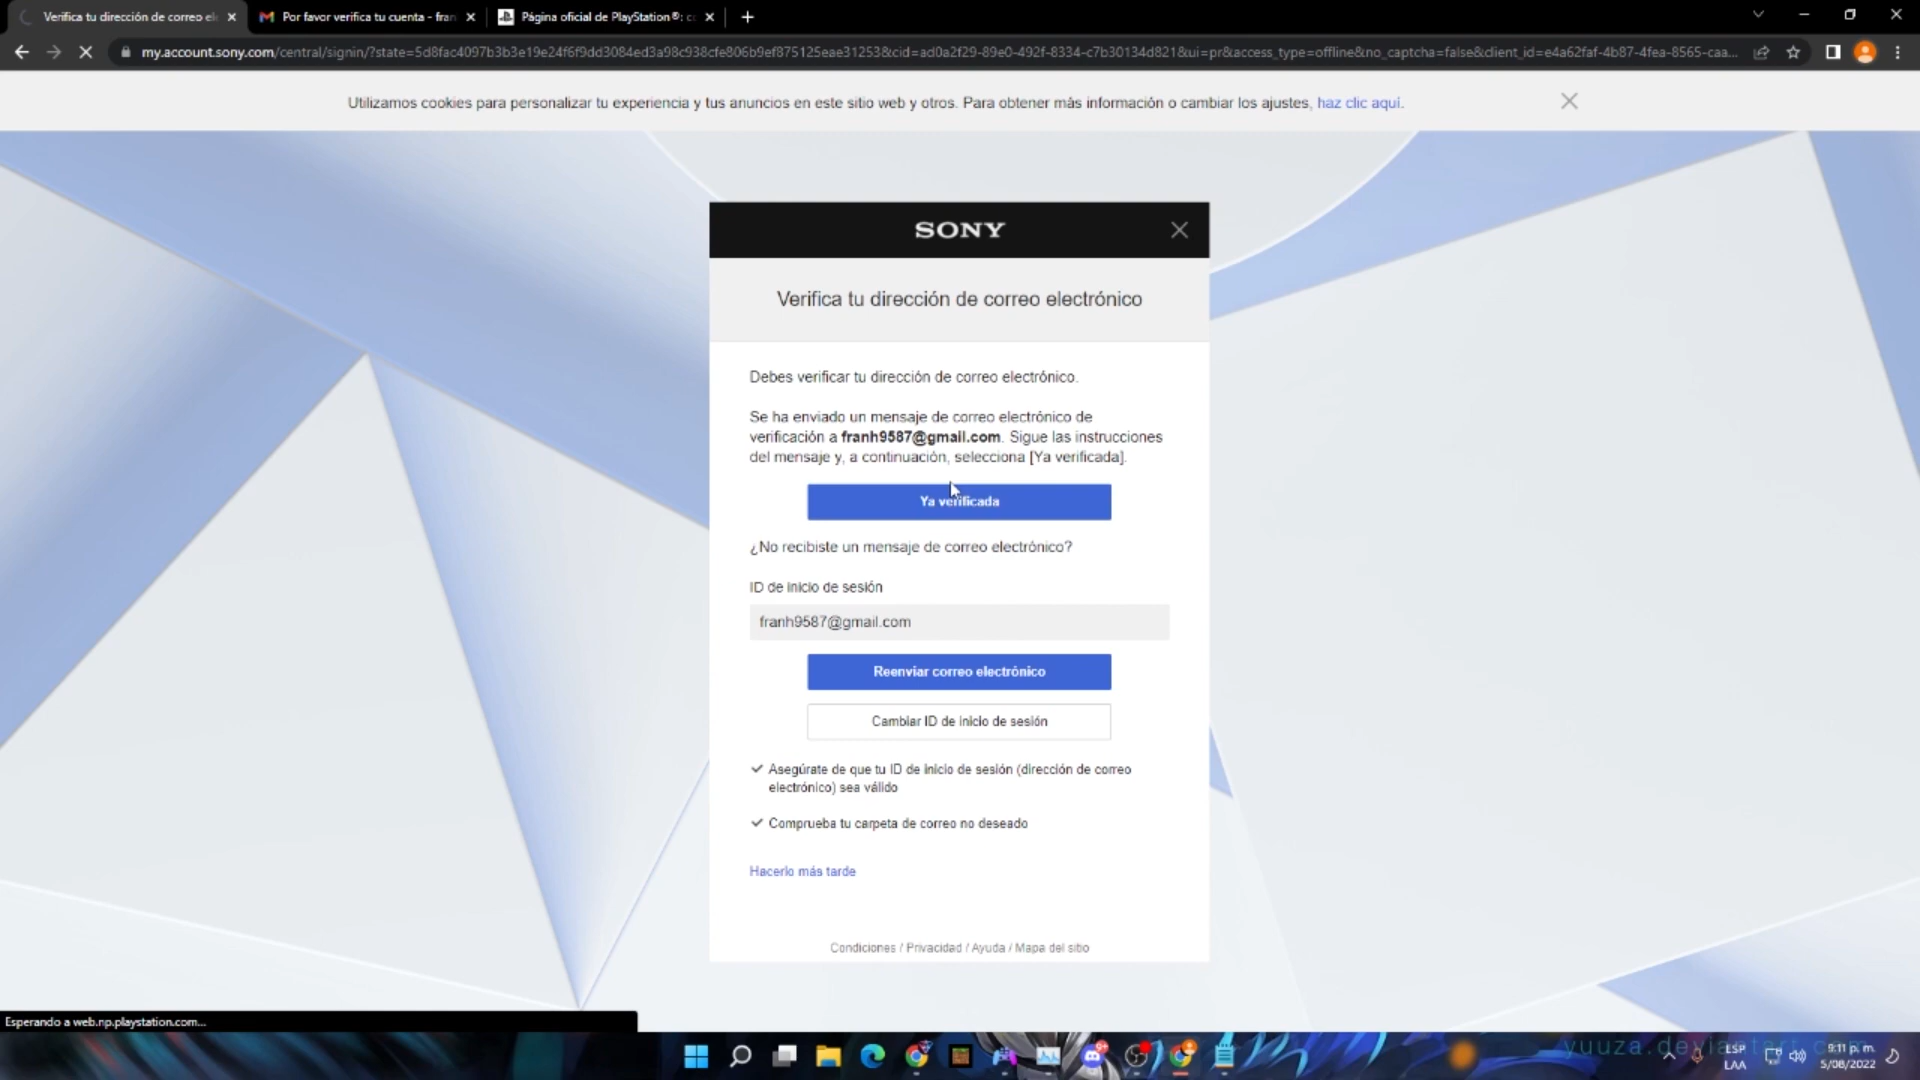 Verifica tu dirección de correo el
Por favor verifica tu cuenta - fran
Página oficial de PlayStation®: c
my.account.sony.com/central/signin/?state=5d8fac4097b3b3e19e24f6f9dd3084ed3a98c938cfe806b9ef875125eae31253&cid=ad0a2f29-89e0-492f-8334-c7b30134d821&ui=pr&access_type=offline&no_captcha=false&client_id=e4a62faf-4b87-4fea-8565-caa...
Utilizamos cookies para personalizar tu experiencia y tus anuncios en este sitio web y otros. Para obtener más información o cambiar los ajustes, haz clic aquí.
SONY
Verifica tu dirección de correo electrónico
Debes verificar tu dirección de correo electrónico.
Se ha enviado un mensaje de correo electrónico de
verificación a franh9587@gmail.com. Sigue las instrucciones
del mensaje y, a continuación, selecciona [Ya verificada].
Ya verificada
¿No recibiste un mensaje de correo electrónico?
ID de inicio de sesión
franh9587@gmail.com
Reenviar correo electrónico
Cambiar ID de inicio de sesión
Asegúrate de que tu ID de inicio de sesión (dirección de correo
electrónico) sea válido
Comprueba tu carpeta de correo no deseado
Hacerlo más tarde
Condiciones / Privacidad / Ayuda / Mapa del sitio
Esperando a web.np.playstation.com...
ESP
LAA
9:11 p. m.
5/08/2022